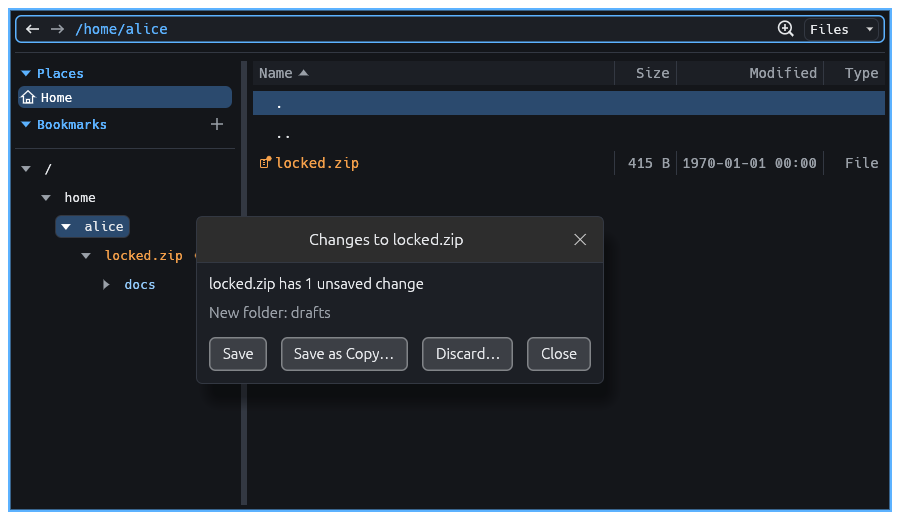 /home/alice
Files
Places
Home
Bookmarks
/
home
alice
locked.zip
docs
Name Size Modified Type
.
..
locked.zip 415 B 1970-01-01 00:00 File
Changes to locked.zip
locked.zip has 1 unsaved change
New folder: drafts
Save Save as Copy... Discard... Close